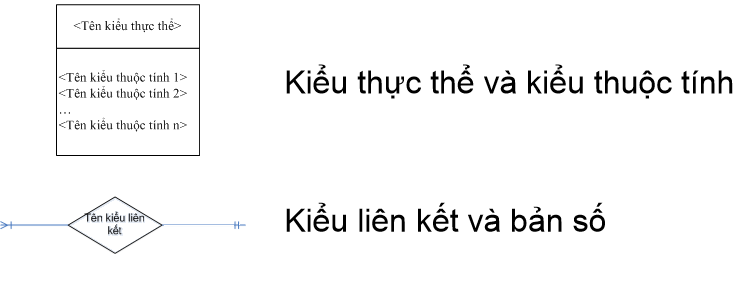 <Tên kiểu thực thể>
<Tên kiểu thuộc tính 1>
<Tên kiểu thuộc tính 2>
…
<Tên kiểu thuộc tính n>
Kiểu thực thể và kiểu thuộc tính
Tên kiểu liên
kết
Kiểu liên kết và bản số